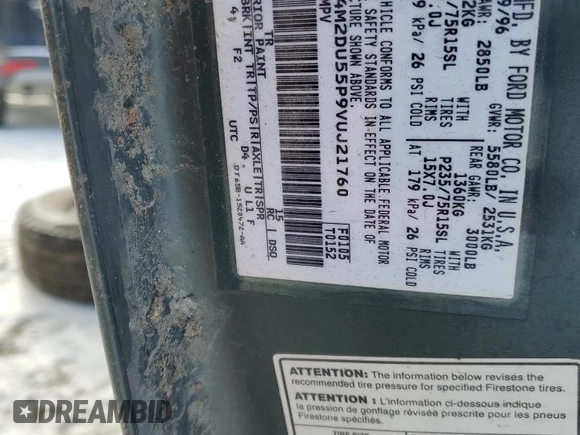 MFD. BY FORD MOTOR CO. IN U.S.A.
9/96
GVWR: 5580LB/ 2531KG
GAWR: 2850LB
REAR GAWR: 3000LB
2KG
WITH
1360KG
WITH
/75R15SL
TIRES
P235/75R15SL
TIRES
.0J
RIMS
15X7.0J
RIMS
9 kPa/ 26 PSI COLD
AT 179 kPa/ 26 PSI COLD
VEHICLE CONFORMS TO ALL APPLICABLE FEDERAL MOTOR
SAFETY STANDARDS IN EFFECT ON THE DATE OF
SHOWN ABOVE.
4M2DU55P9VUJ21760
MPV
F0105
T0152
TERIOR PAINT
TR
15
RC
DSO
BRK INT TR TP/PS R AXLE TR SPR
4
F2
D4
U L1 F
UTC
ATTENTION: The information below revises the
recommended tire pressure for specified Firestone tires.
ATTENTION : L'information ci-dessous indique
la pression de gonflage révisée prescrite pour les pneus
Firestone
DREAMBID